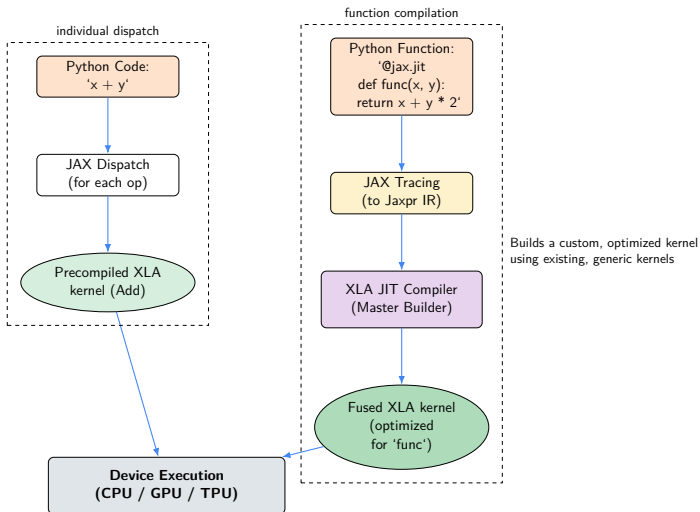 individual dispatch
Python Code:
‘x + y‘
JAX Dispatch
(for each op)
Precompiled XLA
kernel (Add)
function compilation
Python Function:
‘@jax.jit
def func(x, y):
return x + y * 2‘
JAX Tracing
(to Jaxpr IR)
XLA JIT Compiler
(Master Builder)
Fused XLA kernel
(optimized
for ‘func‘)
Builds a custom, optimized kernel
using existing, generic kernels
Device Execution
(CPU / GPU / TPU)